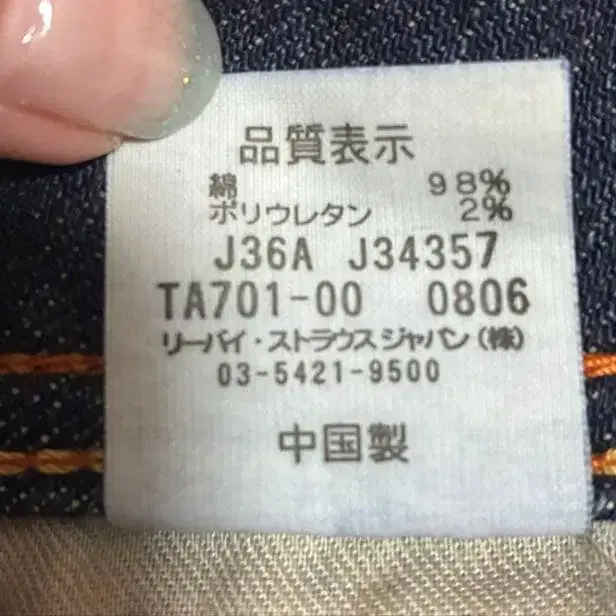 品質表示
綿 98%
ポリウレタン 2%
J36A J34357
TA701-00 0806
リーバイ・ストラウスジャパン(株)
03-5421-9500
中国製